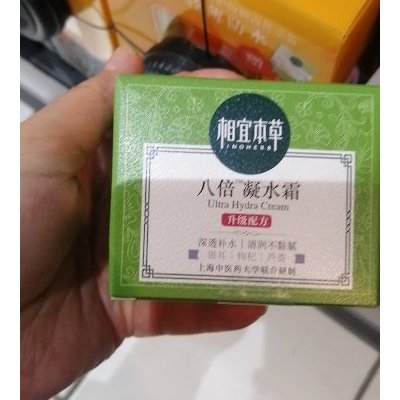 相宜本草
INOHERB
八倍™凝水霜
Ultra Hydra Cream
升级配方
深透补水｜清润不黏腻
银耳｜枸杞｜芦荟
上海中医药大学联合研制